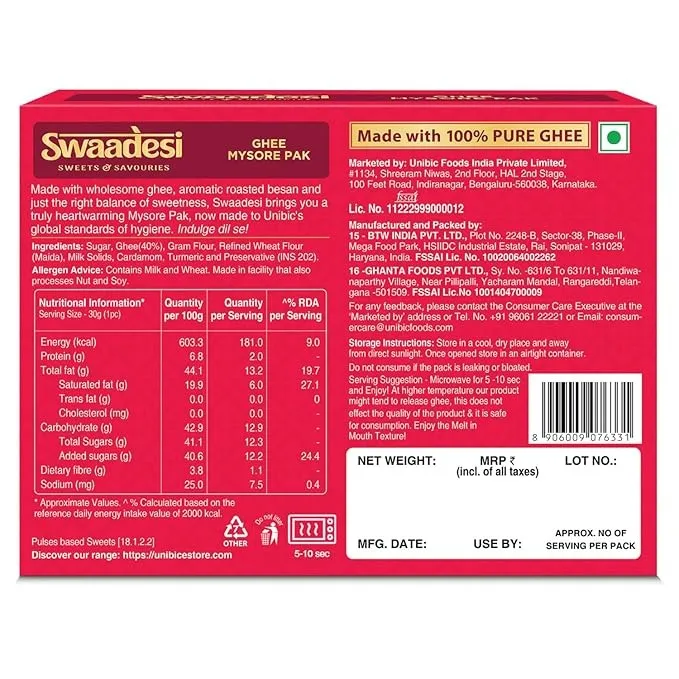 GHEE
MYSORE PAK
Swaadesi
SWEETS & SAVOURIES
GHEE
MYSORE PAK
Made with wholesome ghee, aromatic roasted besan and
just the right balance of sweetness, Swaadesi brings you a
truly heartwarming Mysore Pak, now made to Unibic's
global standards of hygiene. Indulge dil se!
Ingredients: Sugar, Ghee(40%), Gram Flour, Refined Wheat Flour
(Maida), Milk Solids, Cardamom, Turmeric and Preservative (INS 202).
Allergen Advice: Contains Milk and Wheat. Made in facility that also
processes Nut and Soy.
Nutritional Information* Quantity Quantity ^% RDA
Serving Size - 30g (1pc) per 100g per Serving per Serving
Energy (kcal) 603.3 181.0 9.0
Protein (g) 6.8 2.0 -
Total fat (g) 44.1 13.2 19.7
Saturated fat (g) 19.9 6.0 27.1
Trans fat (g) 0.0 0.0 0
Cholesterol (mg) 0.0 0.0 -
Carbohydrate (g) 42.9 12.9 -
Total Sugars (g) 41.1 12.3 -
Added sugars (g) 40.6 12.2 24.4
Dietary fibre (g) 3.8 1.1 -
Sodium (mg) 25.0 7.5 0.4
* Approximate Values. ^ % Calculated based on the
reference daily energy intake value of 2000 kcal.
Pulses based Sweets [18.1.2.2]
Discover our range: https://unibicestore.com
7
OTHER
Do not litter
5-10 sec
Made with 100% PURE GHEE
Marketed by: Unibic Foods India Private Limited,
#1134, Shreeram Niwas, 2nd Floor, HAL 2nd Stage,
100 Feet Road, Indiranagar, Bengaluru-560038, Karnataka.
fssai
Lic. No. 11222999000012
Manufactured and Packed by:
15 - BTW INDIA PVT. LTD., Plot No. 2248-B, Sector-38, Phase-II,
Mega Food Park, HSIIDC Industrial Estate, Rai, Sonipat - 131029,
Haryana, India. FSSAI Lic No: 10020064002262
16 -GHANTA FOODS PVT LTD., Sy. No. -631/6 To 631/11, Nandiwa-
naparthy Village, Near Pillipalli, Yacharam Mandal, Rangareddi,Telan-
gana -501509. FSSAI Lic.No 10014047000009
For any feedback, please contact the Consumer Care Executive at the
'Marketed by' address or Tel. No. +91 96061 22221 or Email: consum-
ercare@unibicfoods.com
Storage Instructions: Store in a cool, dry place and away
from direct sunlight. Once opened store in an airtight container.
Do not consume if the pack is leaking or bloated.
Serving Suggestion - Microwave for 5 -10 sec
and Enjoy! At higher temperature our product
might tend to release ghee, this does not
effect the quality of the product & it is safe
for consumption. Enjoy the Melt in
Mouth Texture!
8 906009 076331
NET WEIGHT: MRP ₹ LOT NO.:
(incl. of all taxes)
MFG. DATE: USE BY: APPROX. NO OF
SERVING PER PACK